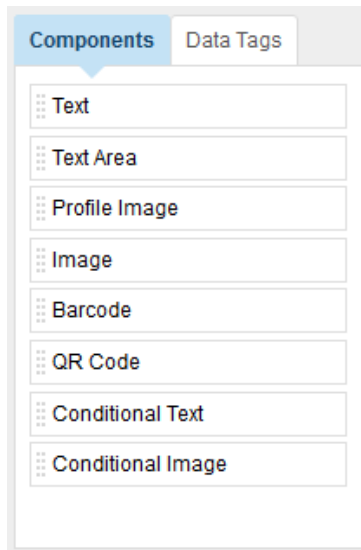 Components Data Tags
Text
Text Area
Profile Image
Image
Barcode
QR Code
Conditional Text
Conditional Image